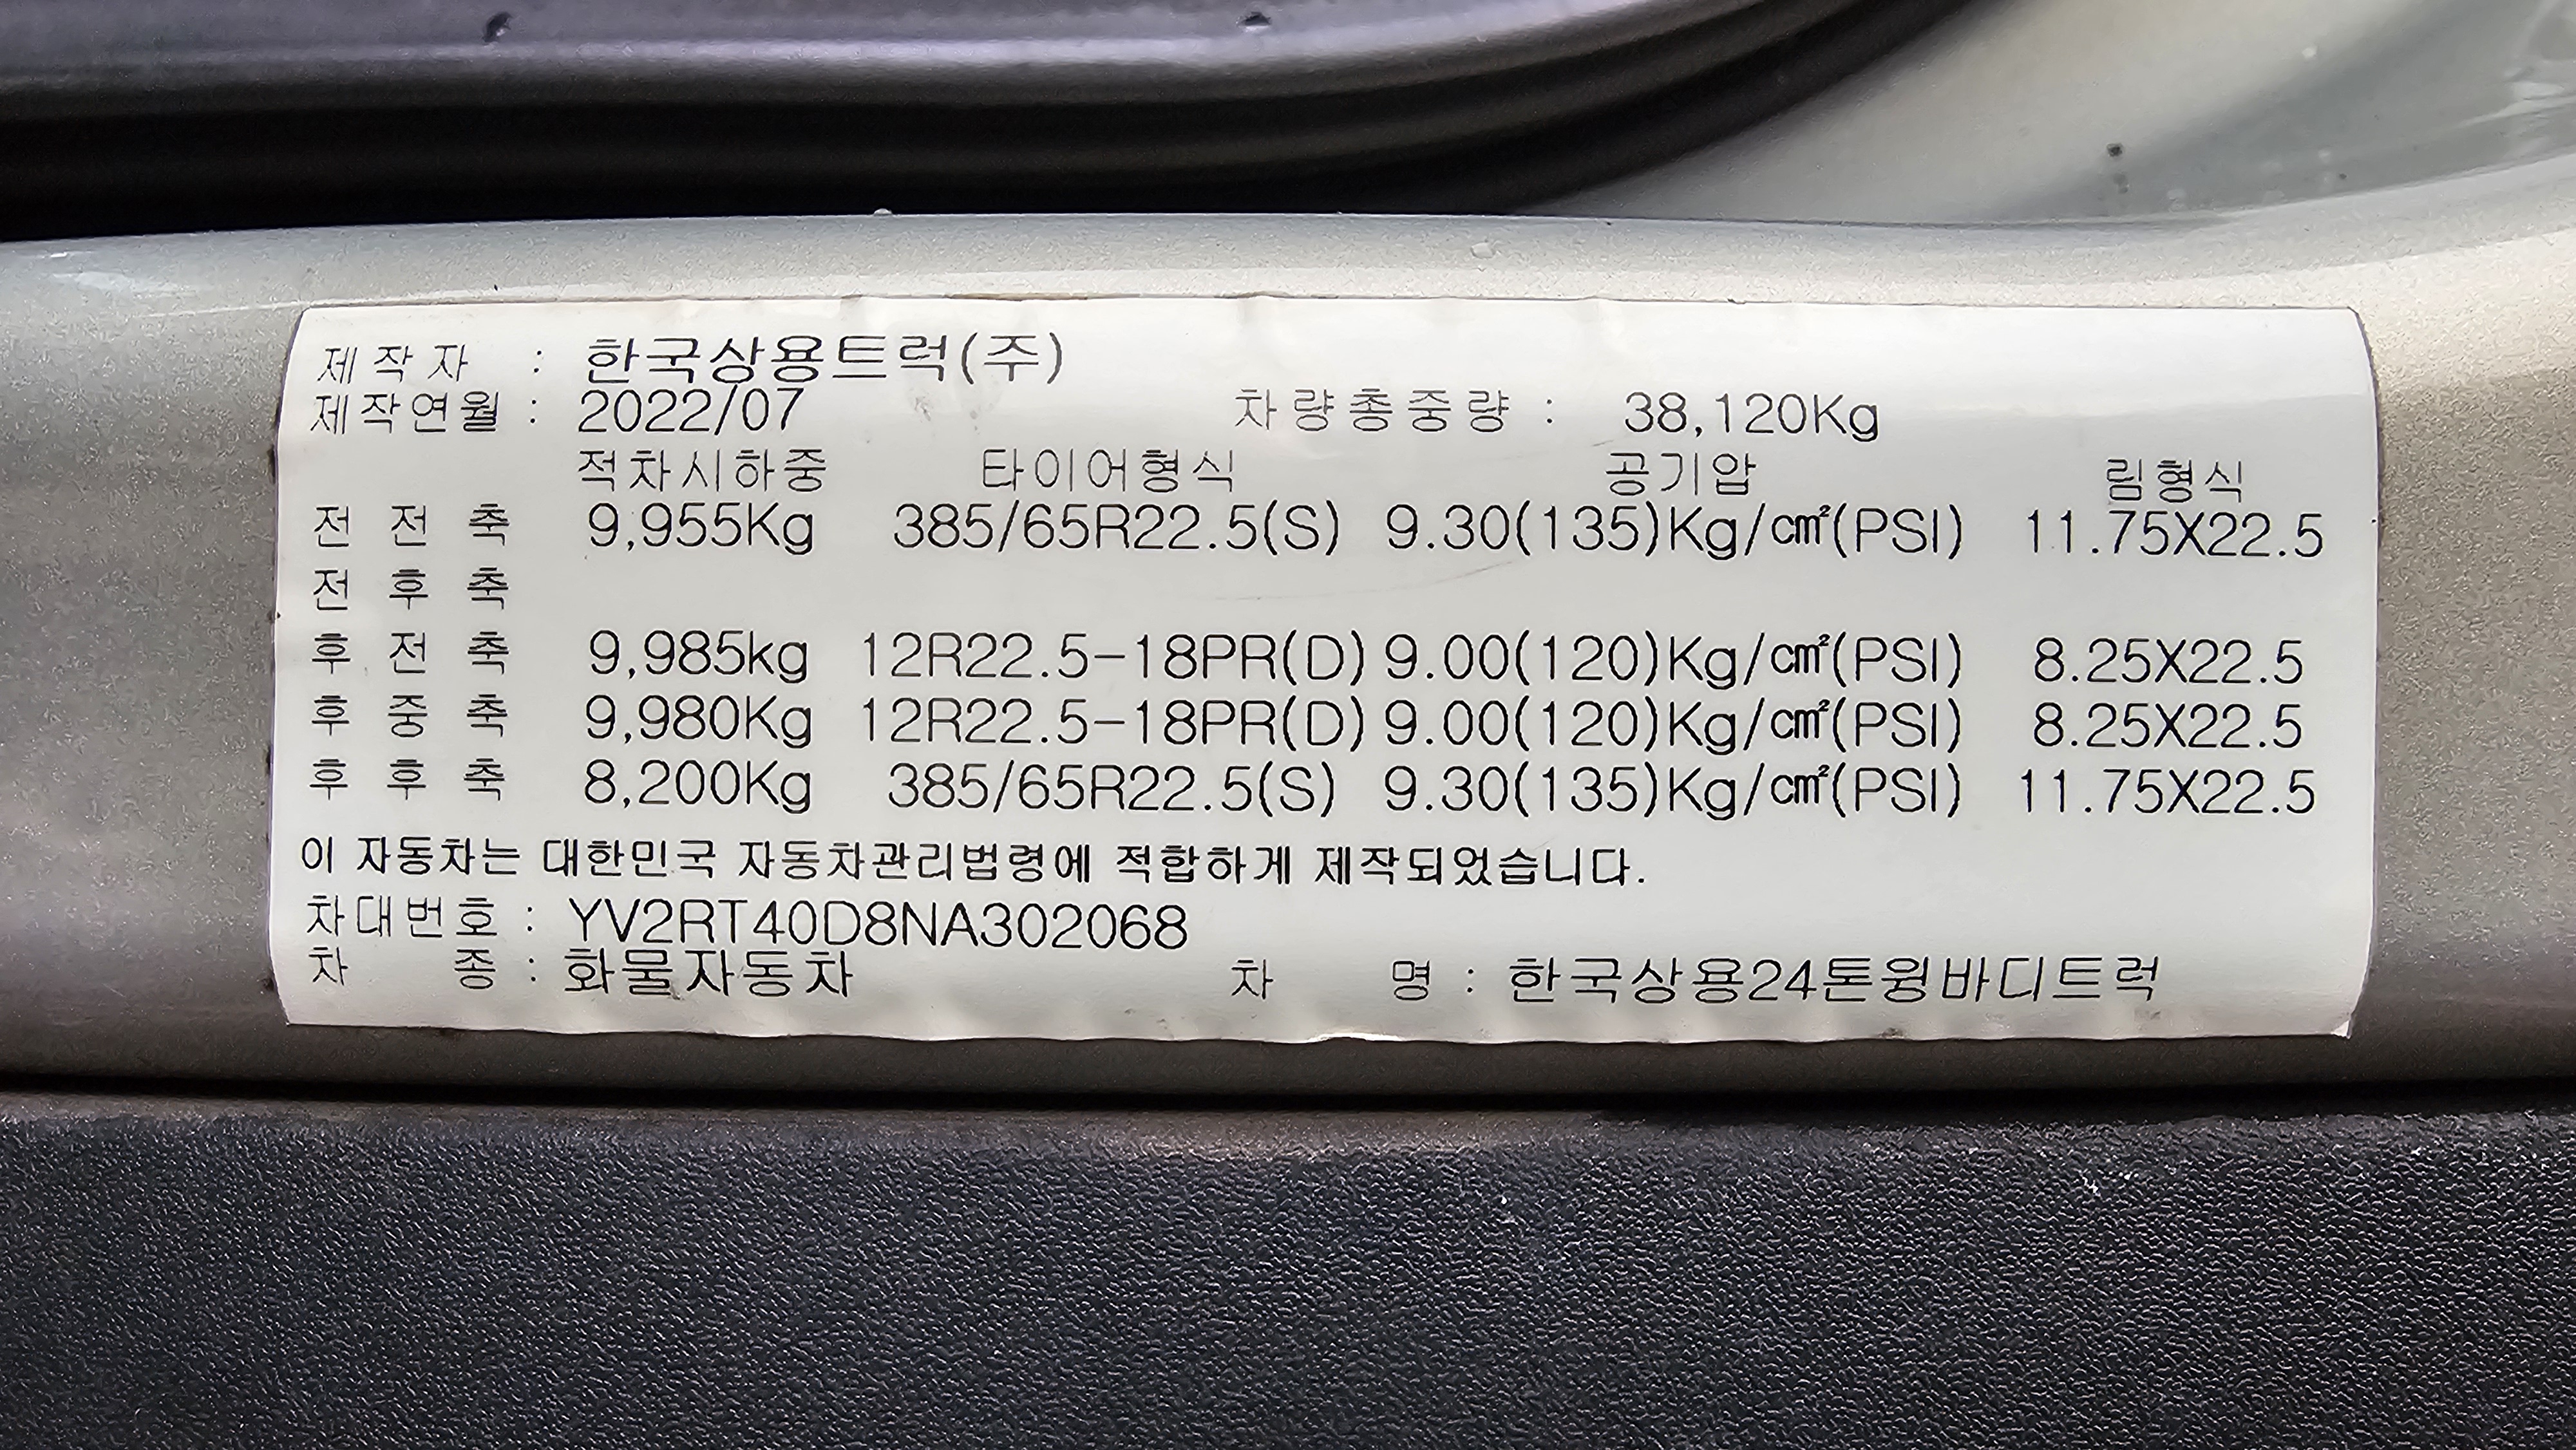 제작자 : 한국상용트럭(주)
제작연월 : 2022/07 차량총중량 : 38,120Kg
적차시하중 타이어형식 공기압 림형식
전 전 축 9,955Kg 385/65R22.5(S) 9.30(135)Kg/㎠(PSI) 11.75X22.5
전 후 축
후 전 축 9,985kg 12R22.5-18PR(D) 9.00(120)Kg/㎠(PSI) 8.25X22.5
후 중 축 9,980Kg 12R22.5-18PR(D) 9.00(120)Kg/㎠(PSI) 8.25X22.5
후 후 축 8,200Kg 385/65R22.5(S) 9.30(135)Kg/㎠(PSI) 11.75X22.5
이 자동차는 대한민국 자동차관리법령에 적합하게 제작되었습니다.
차대번호 : YV2RT40D8NA302068
차 종 : 화물자동차 차 명 : 한국상용24톤윙바디트럭